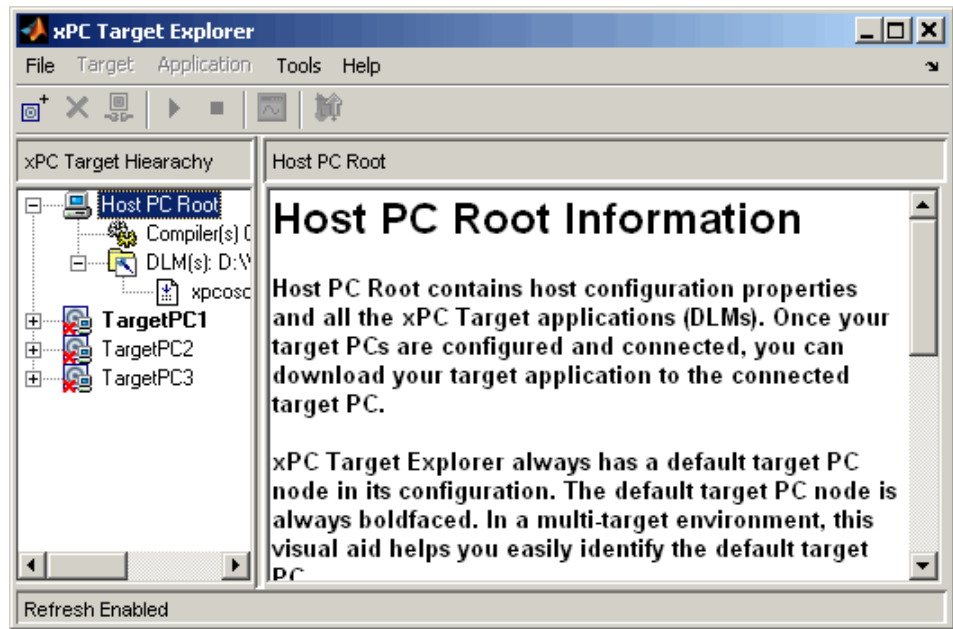 xPC Target Explorer
File Target Application Tools Help
xPC Target Hiearachy
Host PC Root
Host PC Root
Compiler(s)
DLM(s): D:\
xpcosc
TargetPC1
TargetPC2
TargetPC3
Host PC Root Information
Host PC Root contains host configuration properties
and all the xPC Target applications (DLMs). Once your
target PCs are configured and connected, you can
download your target application to the connected
target PC.
xPC Target Explorer always has a default target PC
node in its configuration. The default target PC node is
always boldfaced. In a multi-target environment, this
visual aid helps you easily identify the default target
PC
Refresh Enabled